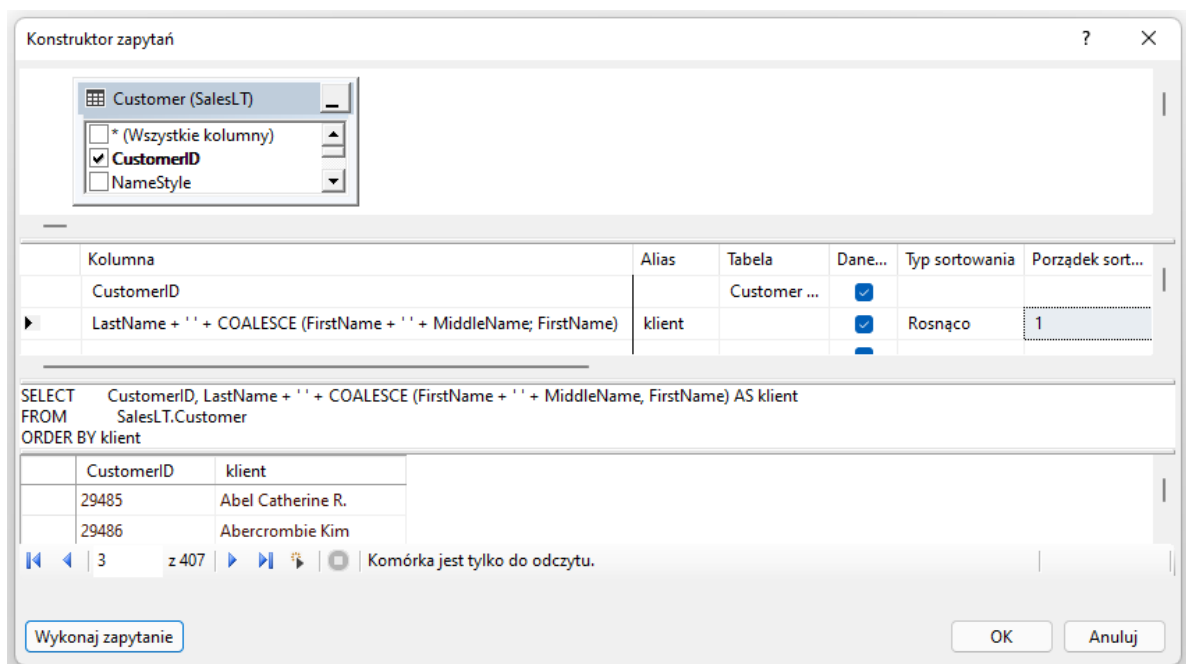 Konstruktor zapytań ?
Customer (SalesLT)
* (Wszystkie kolumny)
CustomerID
NameStyle
Kolumna Alias Tabela Dane... Typ sortowania Porządek sort...
CustomerID Customer ...
LastName + ' ' + COALESCE (FirstName + ' ' + MiddleName; FirstName) klient Rosnąco 1
SELECT CustomerID, LastName + ' ' + COALESCE (FirstName + ' ' + MiddleName, FirstName) AS klient
FROM SalesLT.Customer
ORDER BY klient
CustomerID klient
29485 Abel Catherine R.
29486 Abercrombie Kim
3 z 407 Komórka jest tylko do odczytu.
Wykonaj zapytanie OK Anuluj